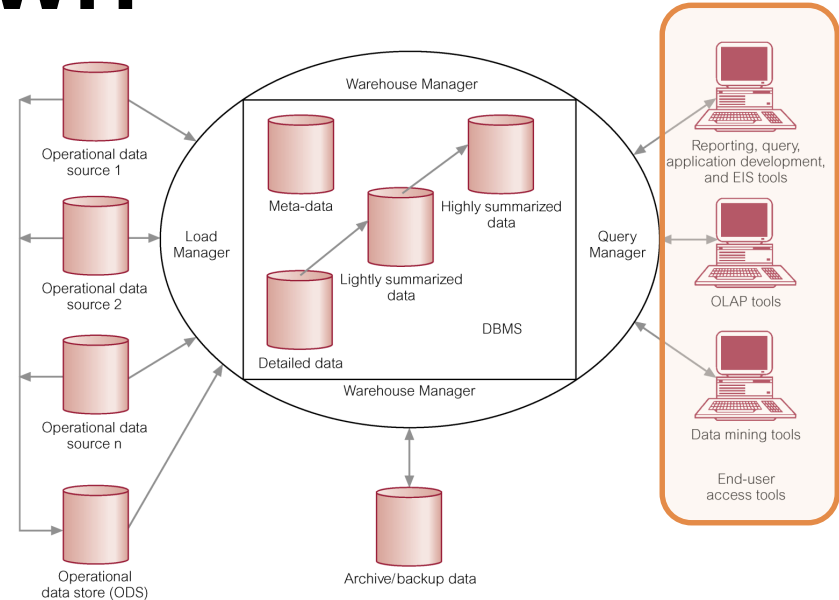 Warehouse Manager
Operational data
source 1
Operational data
source 2
Operational data
source n
Operational
data store (ODS)
Load
Manager
Meta-data
Highly summarized
data
Lightly summarized
data
Detailed data
DBMS
Query
Manager
Warehouse Manager
Archive/backup data
Reporting, query,
application development,
and EIS tools
OLAP tools
Data mining tools
End-user
access tools